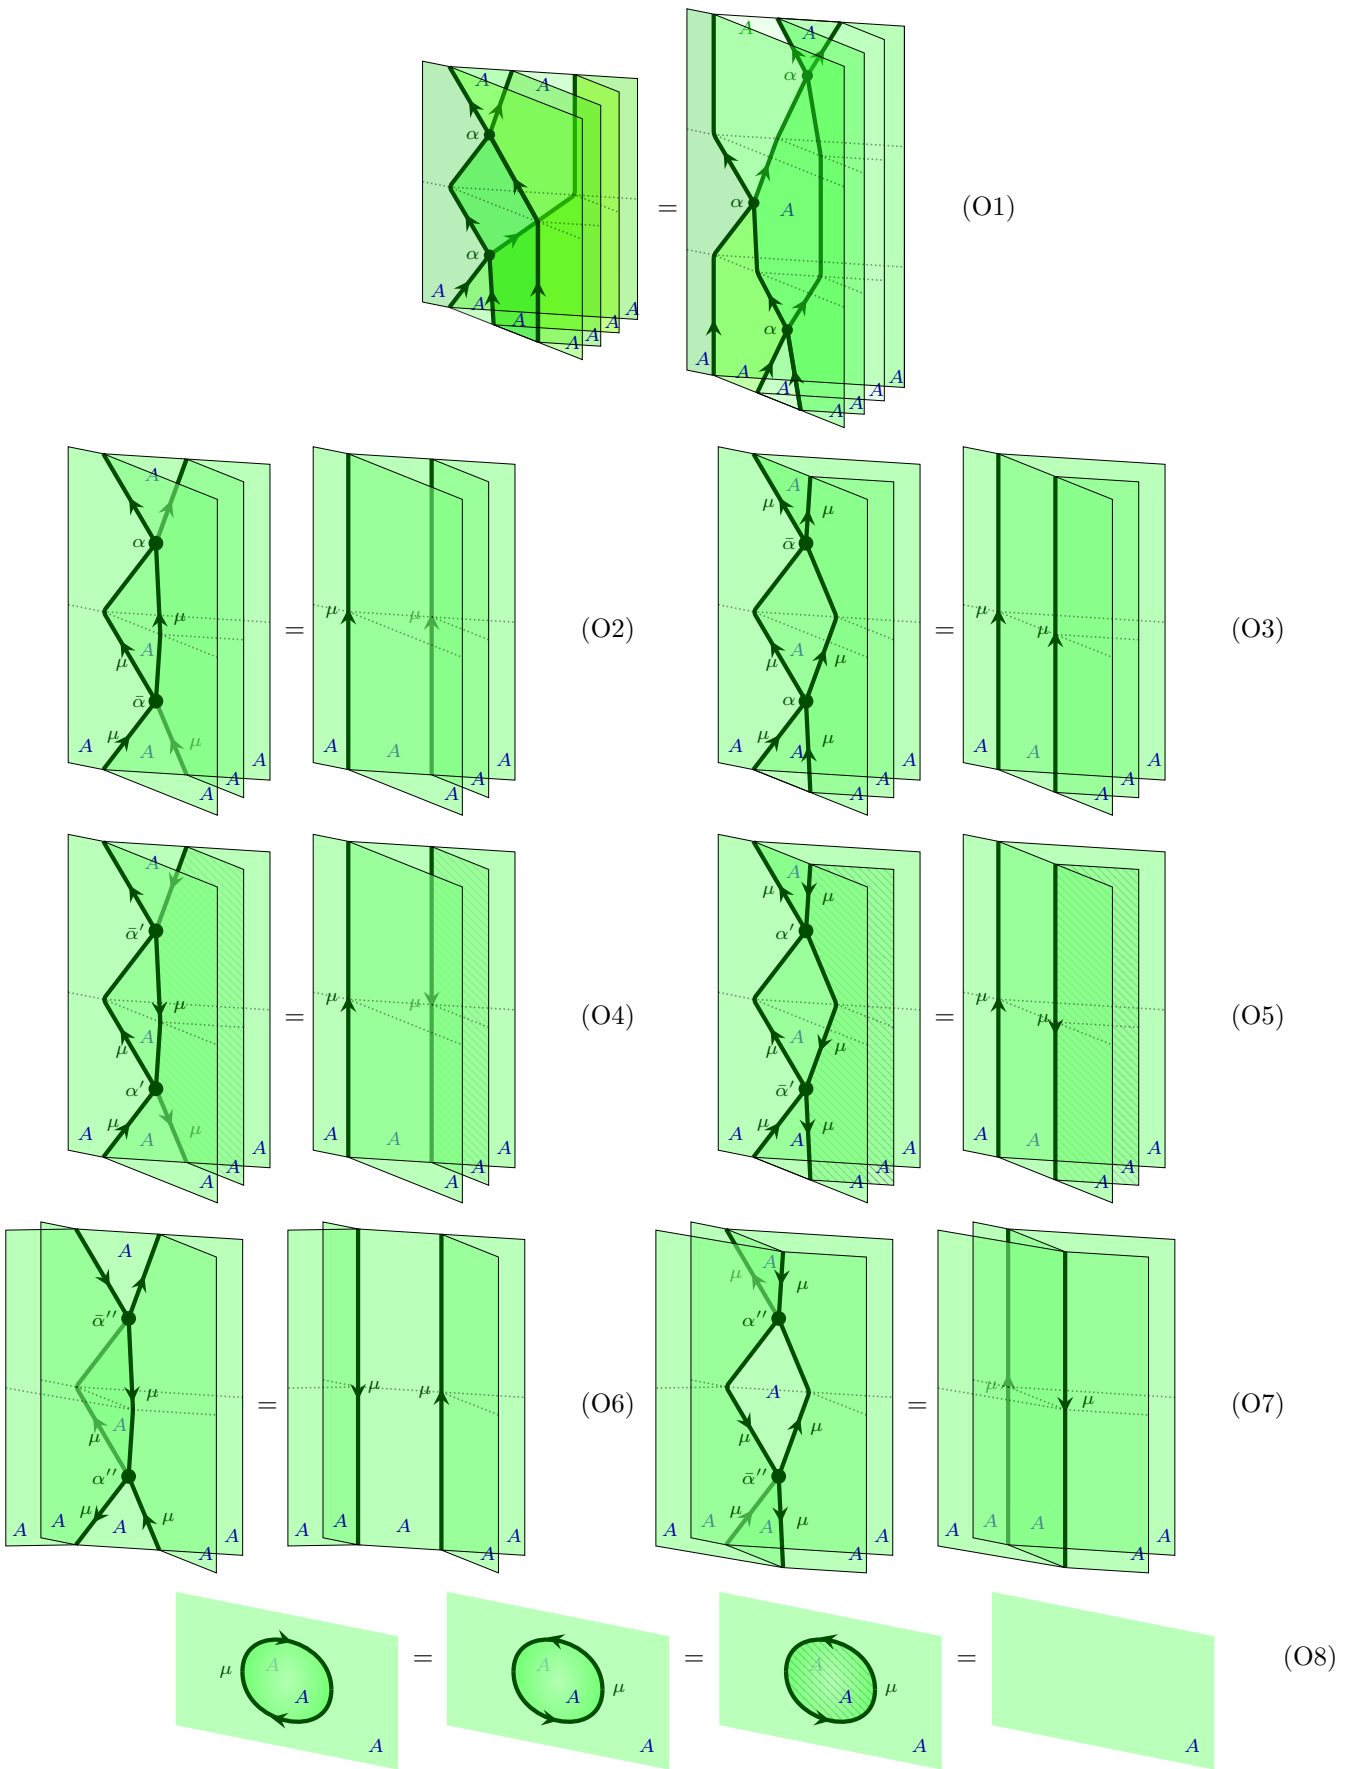 A A A A
α α
= (O1)
α A
α α
A A A A A A A
A A A A A A A
α
A A
α μ ᾱ μ
μ = μ μ (O2) A = μ μ (O3)
A μ μ
μ α
ᾱ
A μ A μ A A A A A A A μ A μ A A A A A A
A A
ᾱ′ μ α′ μ
μ = μ μ (O4) A = μ μ (O5)
A μ μ
μ ᾱ′
α′
A μ A μ A A A A A A A μ A μ A A A A A A
A A
ᾱ′′ μ α′′ μ
μ = μ μ (O6) A = μ μ (O7)
A μ μ
μ ᾱ′′
α′′
A A μ A μ A A A A A A A A A μ A μ A A A A A A A
μ A A = A A μ = A A μ = (O8)
A A A A